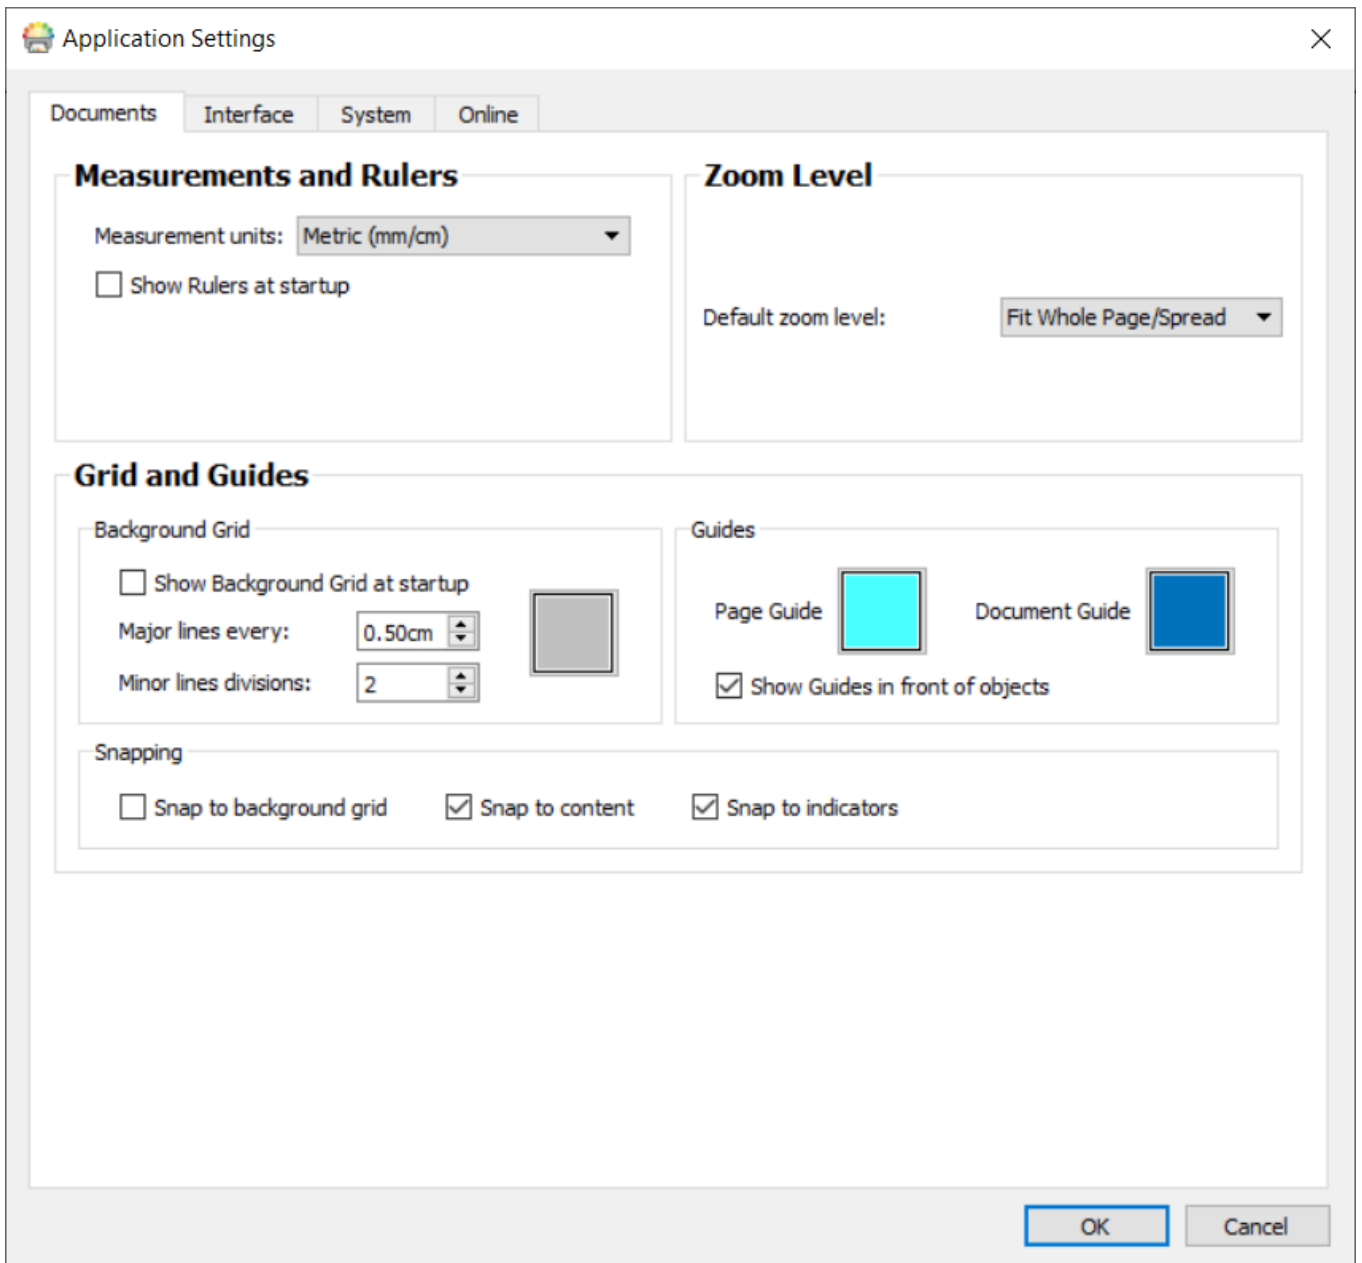 Application Settings
Documents
Interface
System
Online
Measurements and Rulers
Measurement units:
Metric (mm/cm)
Show Rulers at startup
Zoom Level
Default zoom level:
Fit Whole Page/Spread
Grid and Guides
Background Grid
Show Background Grid at startup
Major lines every:
0.50cm
Minor lines divisions:
2
Guides
Page Guide
Document Guide
Show Guides in front of objects
Snapping
Snap to background grid
Snap to content
Snap to indicators
OK
Cancel